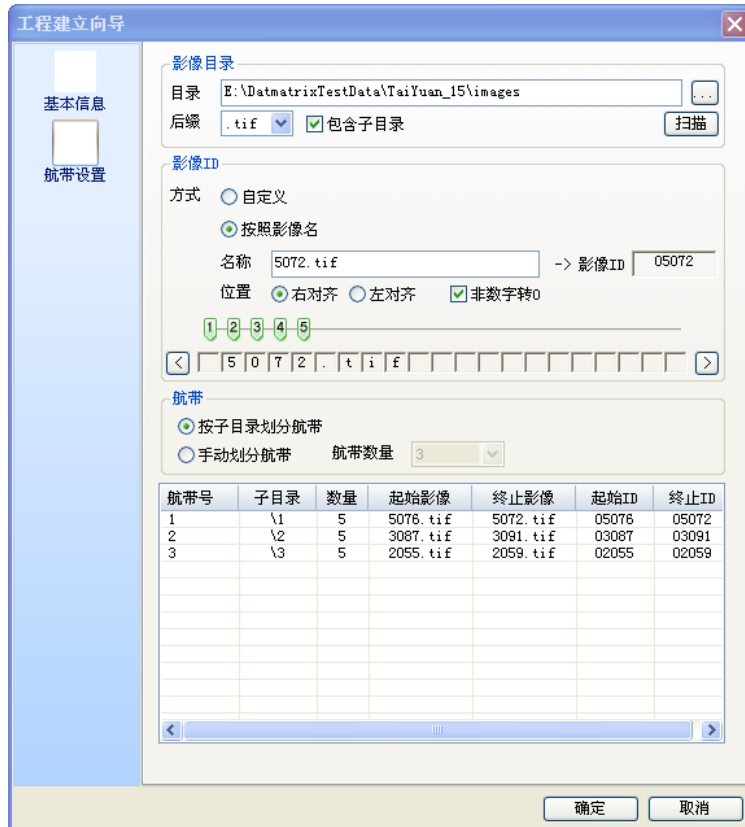 工程建立向导
基本信息
航带设置
影像目录
目录 E:\DatmatrixTestData\TaiYuan_15\images ...
后缀 .tif 包含子目录 扫描
影像ID
方式 自定义
按照影像名
名称 5072.tif -> 影像ID 05072
位置 右对齐 左对齐 非数字转0
1 2 3 4 5
< 5 0 7 2 . t i f >
航带
按子目录划分航带
手动划分航带 航带数量 3
航带号 子目录 数量 起始影像 终止影像 起始ID 终止ID
1 \1 5 5076.tif 5072.tif 05076 05072
2 \2 5 3087.tif 3091.tif 03087 03091
3 \3 5 2055.tif 2059.tif 02055 02059
确定 取消